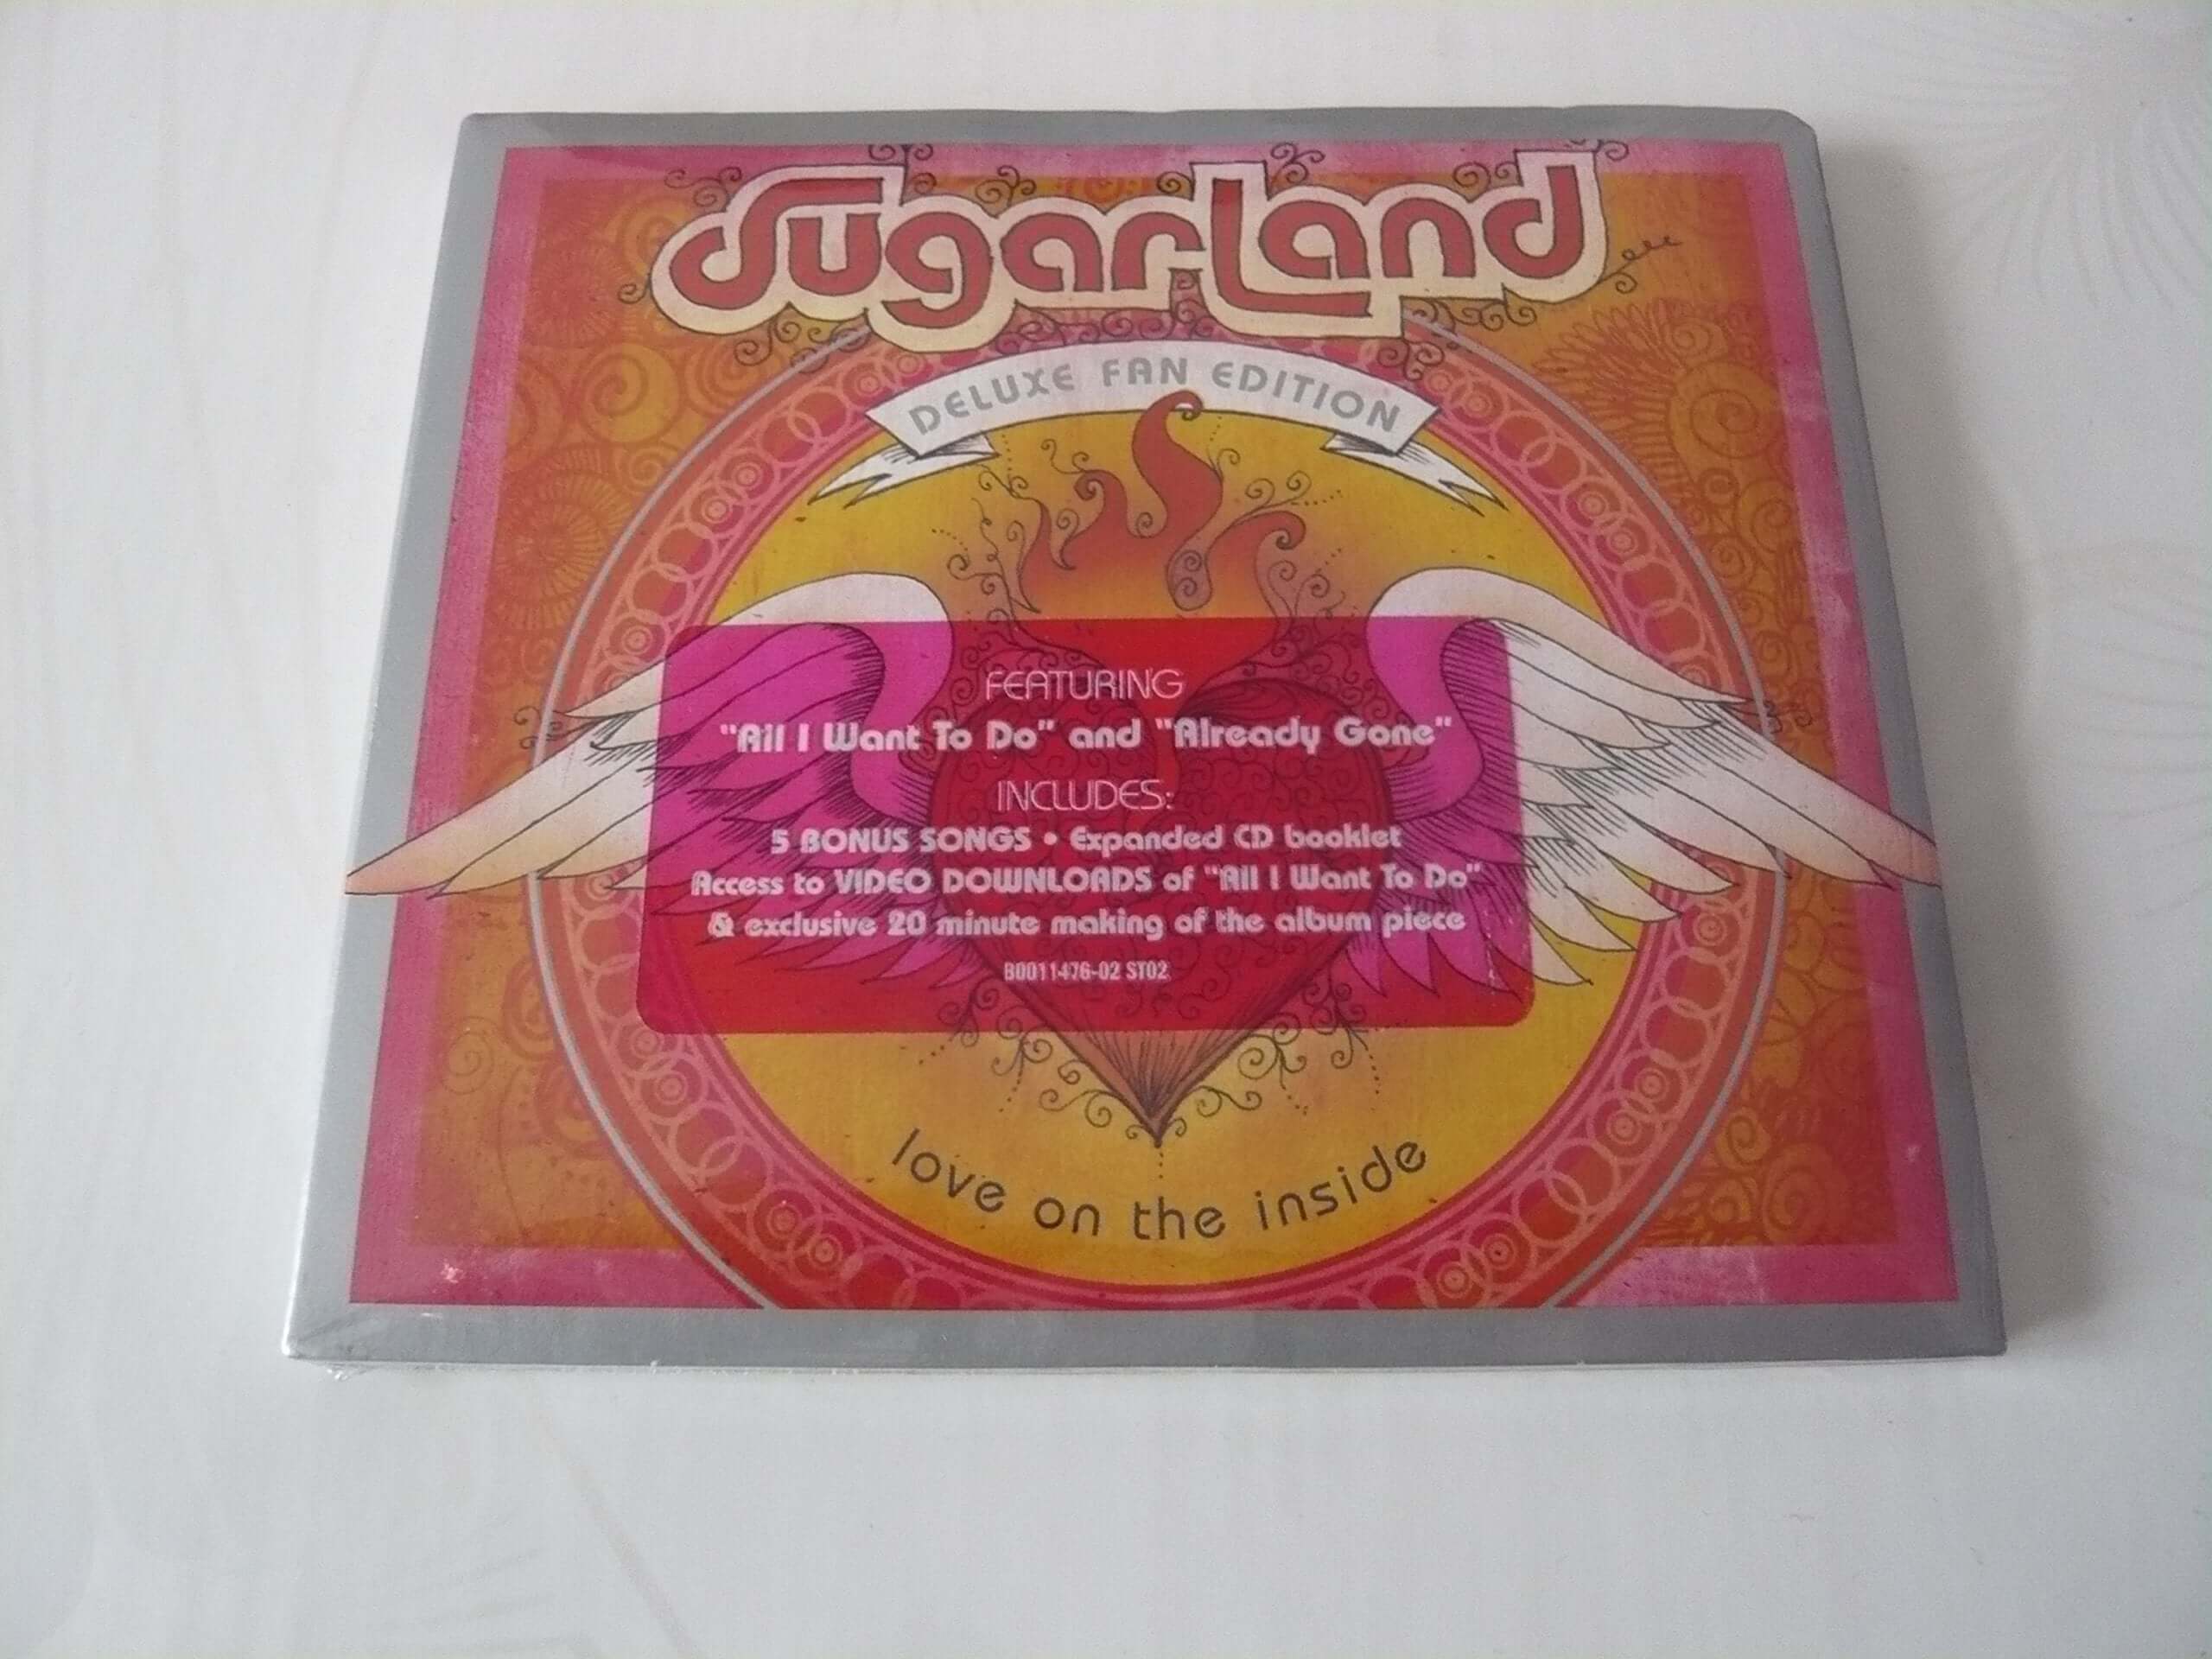 SugarLand
DELUXE FAN EDITION
FEATURING
"All I Want To Do" and "Already Gone"
INCLUDES:
5 BONUS SONGS • Expanded CD booklet
Access to VIDEO DOWNLOADS of "All I Want To Do"
& exclusive 20 minute making of the album piece
B0011476-02 ST02
love on the inside